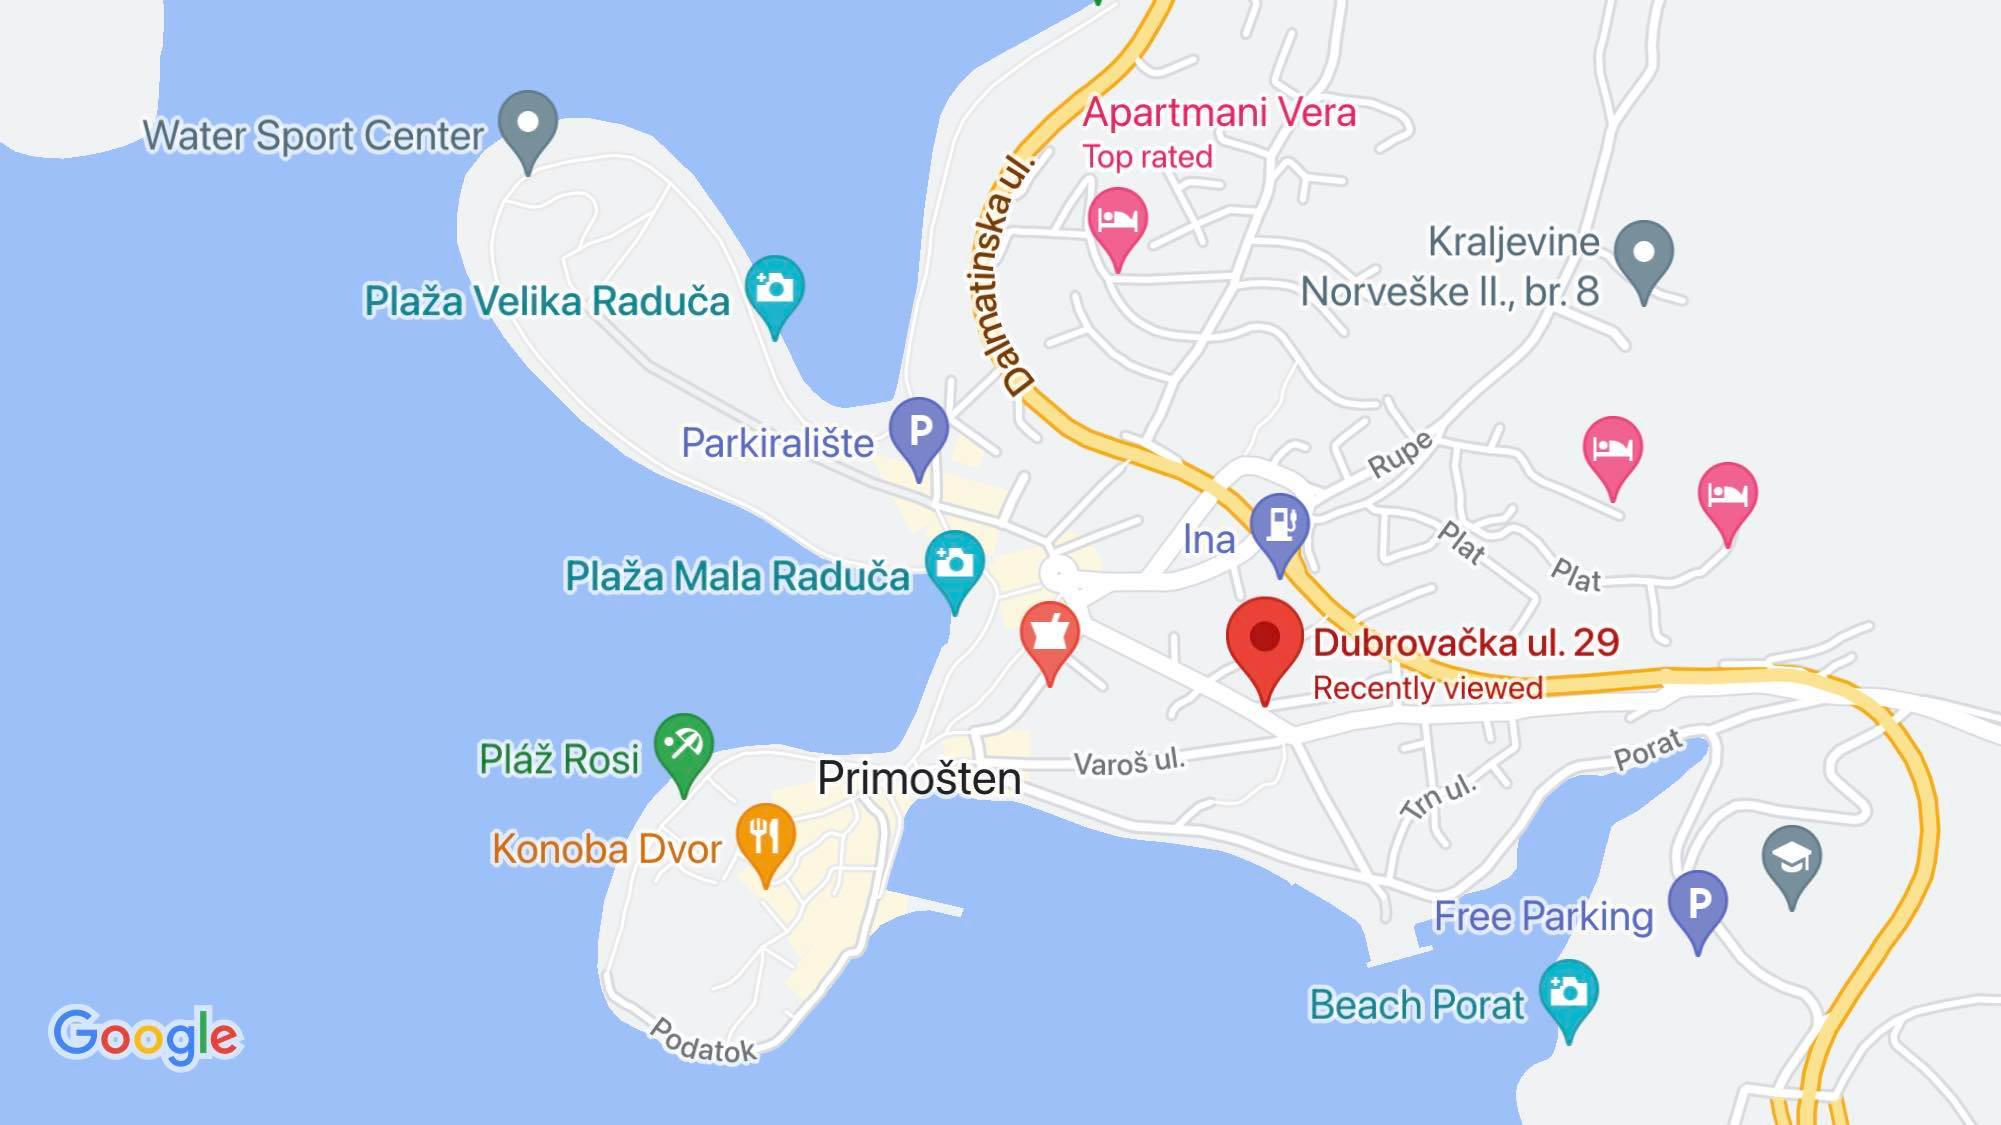 Water Sport Center
Apartmani Vera
Top rated
Dalmatinska ul.
Kraljevine
Norveške II., br. 8
Plaža Velika Raduča
Parkiralište
P
Rupe
Ina
Plat
Plat
Plaža Mala Raduča
Dubrovačka ul. 29
Recently viewed
Pláž Rosi
Primošten
Varoš ul.
Porat
Trn ul.
Konoba Dvor
Free Parking
P
Beach Porat
Podatok
Google